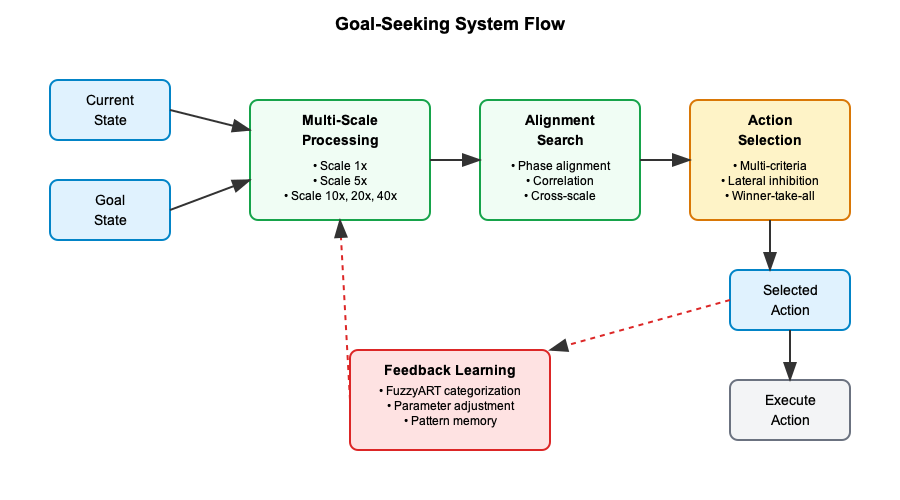 Goal-Seeking System Flow
Current
State
Goal
State
Multi-Scale
Processing
• Scale 1x
• Scale 5x
• Scale 10x, 20x, 40x
Alignment
Search
• Phase alignment
• Correlation
• Cross-scale
Action
Selection
• Multi-criteria
• Lateral inhibition
• Winner-take-all
Selected
Action
Feedback Learning
• FuzzyART categorization
• Parameter adjustment
• Pattern memory
Execute
Action